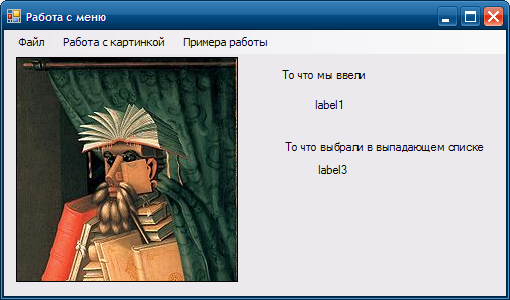 Работа с меню
Файл Работа с картинкой Примера работы
То что мы ввели
label1
То что выбрали в выпадающем списке
label3